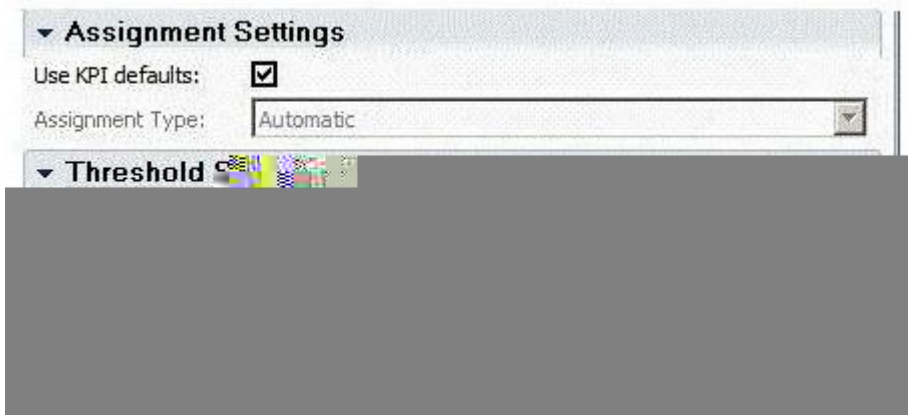 Assignment Settings
Use KPI defaults:
Assignment Type: Automatic
Threshold